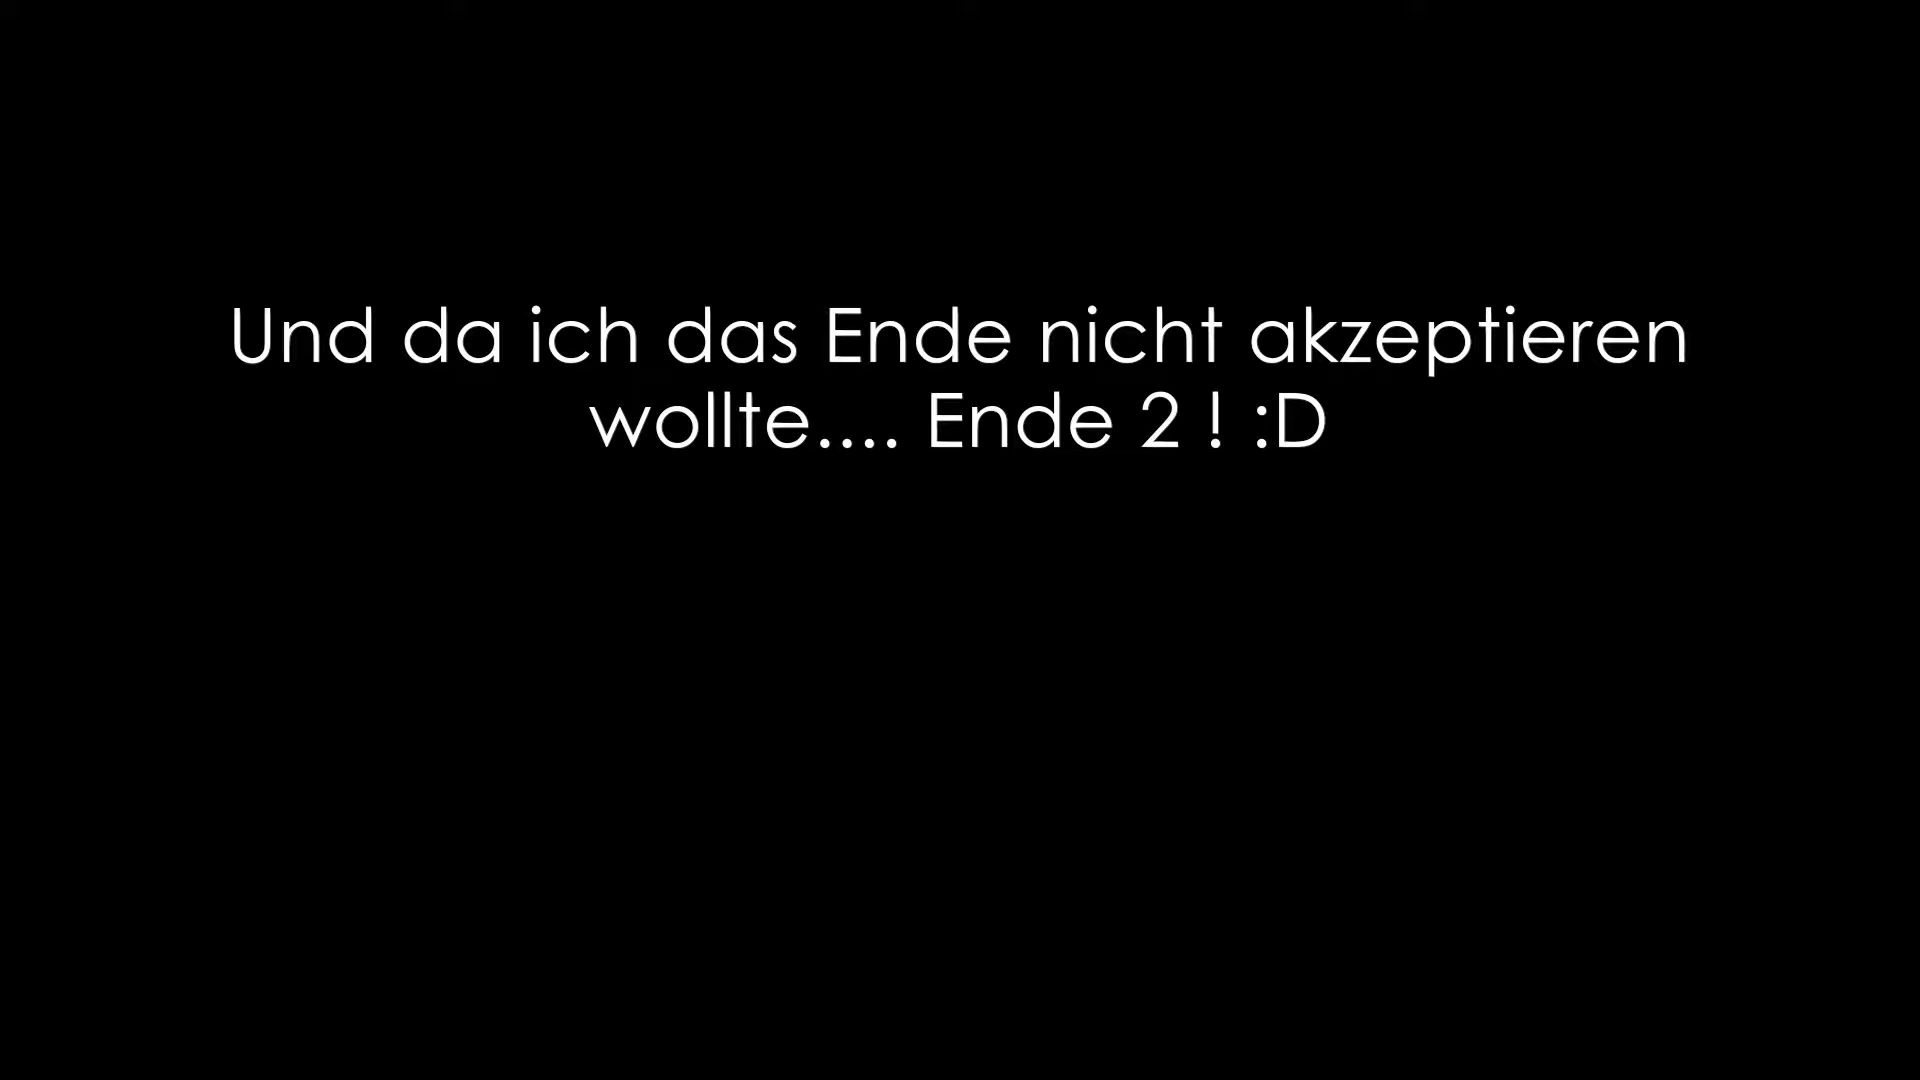 Und da ich das Ende nicht akzeptieren
wollte.... Ende 2 ! :D